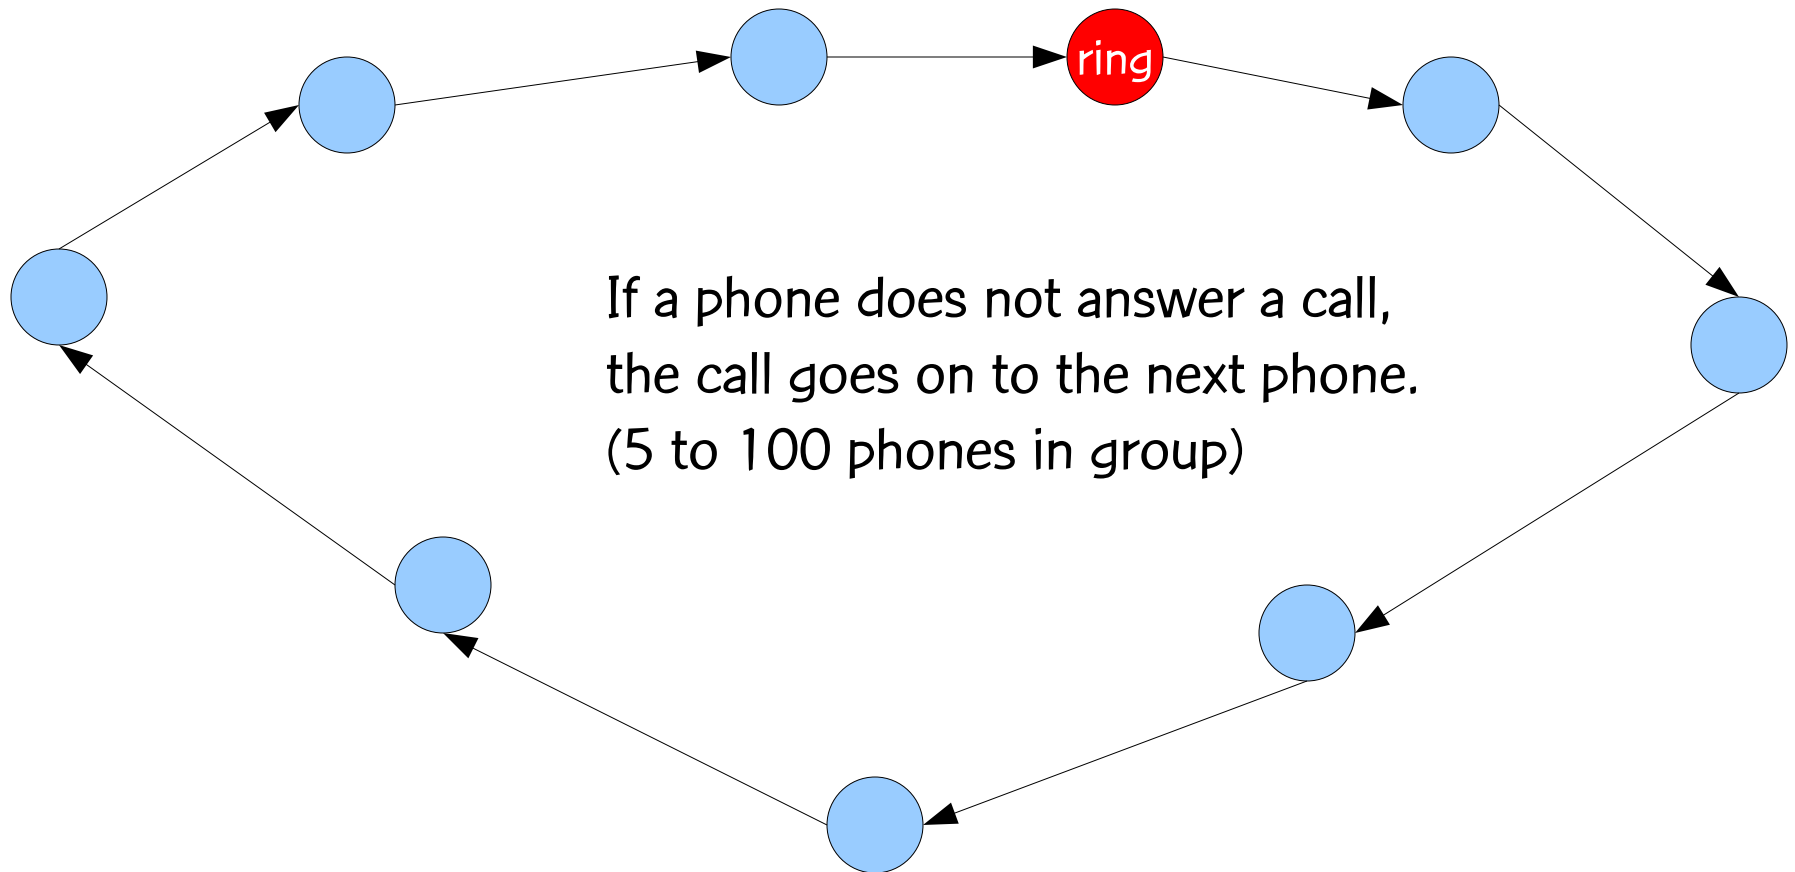 ring
If a phone does not answer a call,
the call goes on to the next phone.
(5 to 100 phones in group)